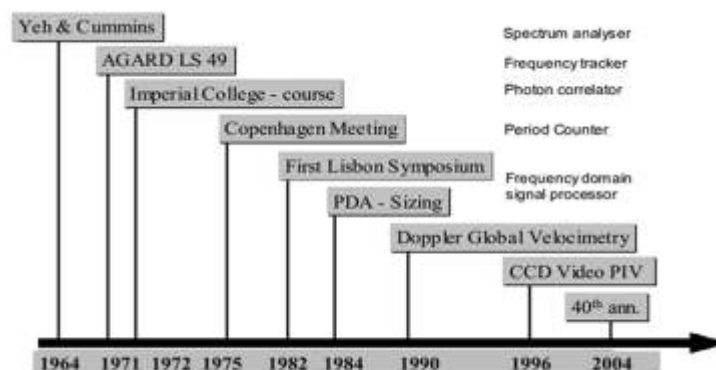 Yeh & Cummins
Spectrum analyser
AGARD LS 49
Frequency tracker
Imperial College - course
Photon correlator
Copenhagen Meeting
Period Counter
First Lisbon Symposium
Frequency domain
signal processor
PDA - Sizing
Doppler Global Velocimetry
CCD Video PIV
40th ann.
1964 1971 1972 1975 1982 1984 1990 1996 2004